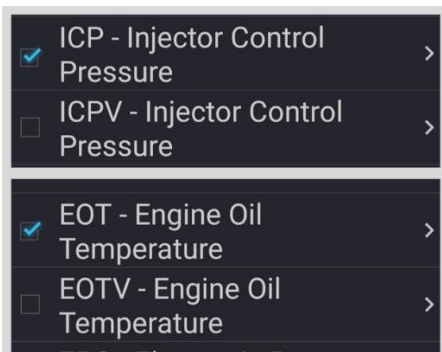 ICP - Injector Control
Pressure
ICPV - Injector Control
Pressure
EOT - Engine Oil
Temperature
EOTV - Engine Oil
Temperature